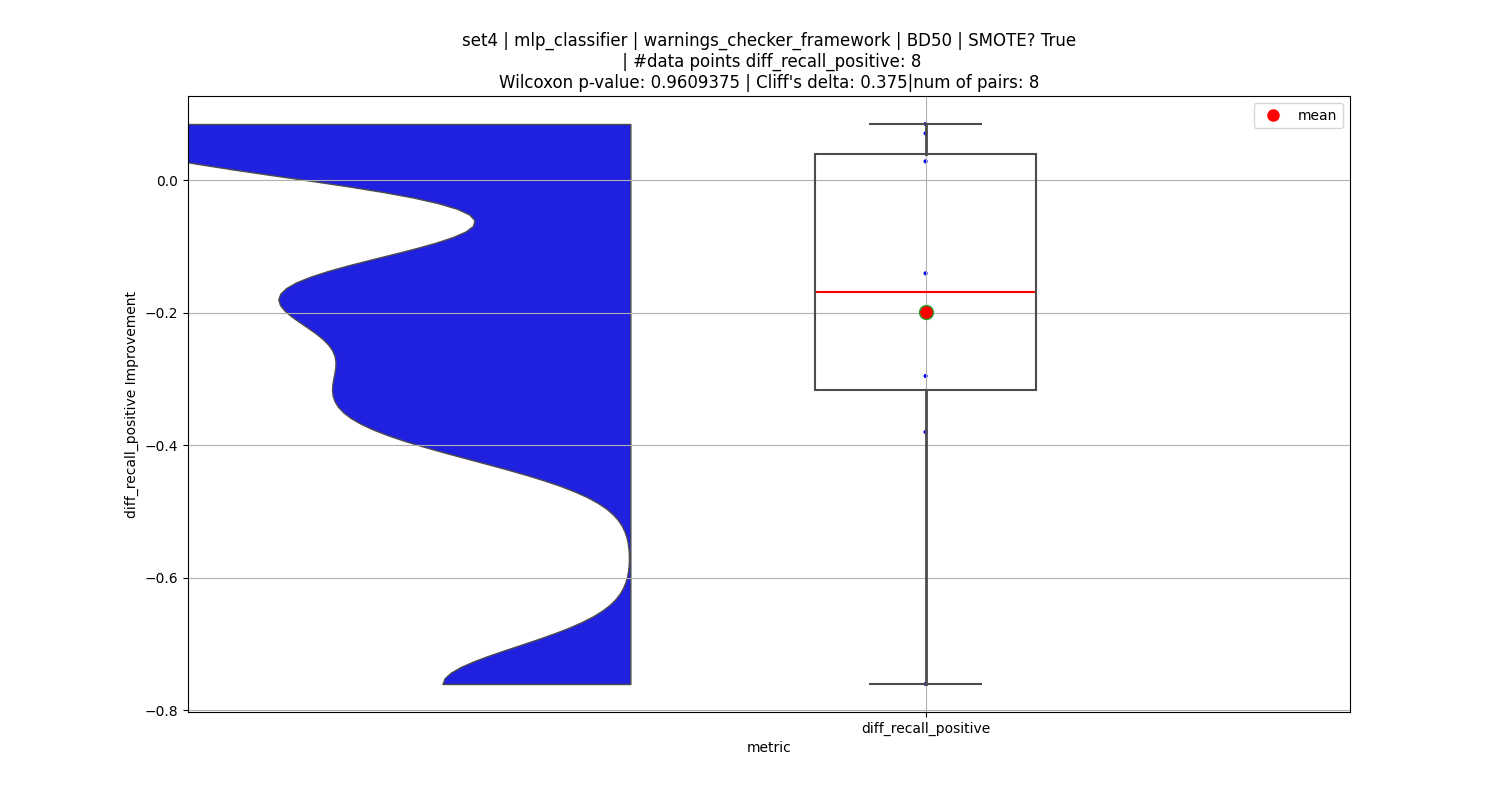 set4 | mlp_classifier | warnings_checker_framework | BD50 | SMOTE? True
| #data points diff_recall_positive: 8
Wilcoxon p-value: 0.9609375 | Cliff's delta: 0.375|num of pairs: 8
mean
0.0
−0.2
−0.4
−0.6
−0.8
diff_recall_positive Improvement
diff_recall_positive
metric